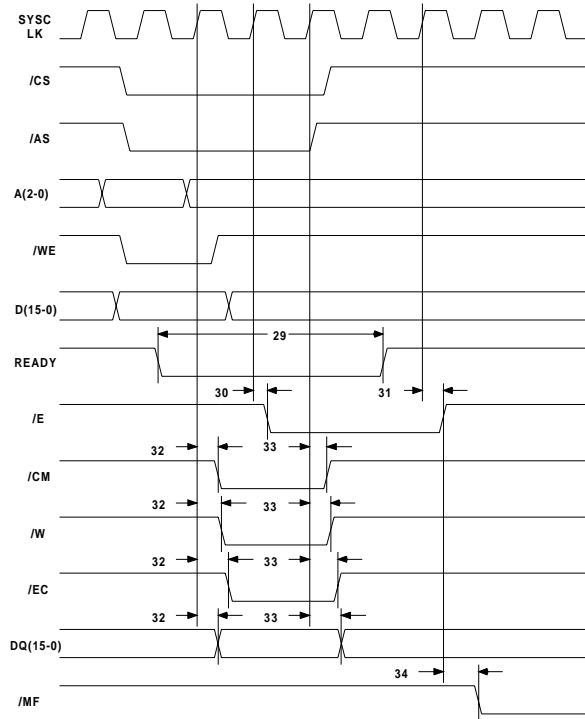 SYSC
LK
/CS
/AS
A(2-0)
/WE
D(15-0)
29
READY
30
31
/E
32
33
/CM
32
33
/W
32
33
/EC
32
33
DQ(15-0)
34
/MF